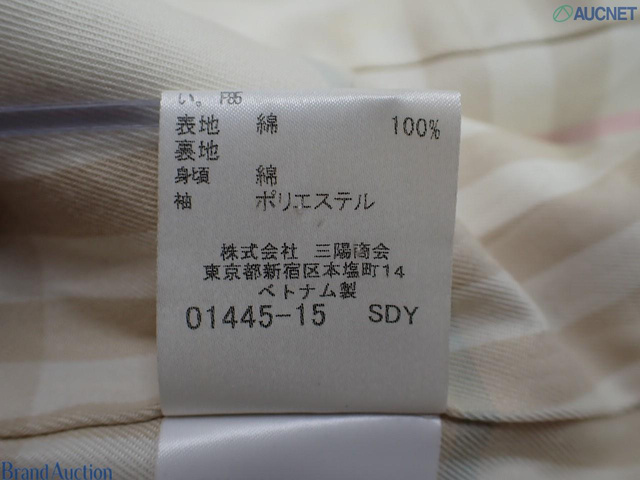 AUCNET
い。 F85
表地 綿 100%
裏地
身頃 綿
袖 ポリエステル
株式会社 三陽商会
東京都新宿区本塩町14
ベトナム製
01445-15 SDY
Brand Auction